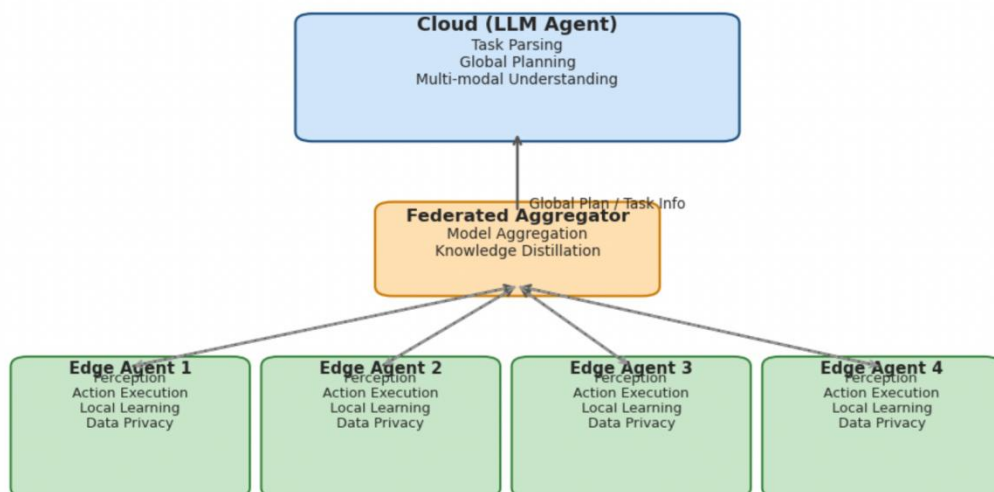 Cloud (LLM Agent)
Task Parsing
Global Planning
Multi-modal Understanding
Global Plan / Task Info
Federated Aggregator
Model Aggregation
Knowledge Distillation
Edge Agent 1
Perception
Action Execution
Local Learning
Data Privacy
Edge Agent 2
Perception
Action Execution
Local Learning
Data Privacy
Edge Agent 3
Perception
Action Execution
Local Learning
Data Privacy
Edge Agent 4
Perception
Action Execution
Local Learning
Data Privacy